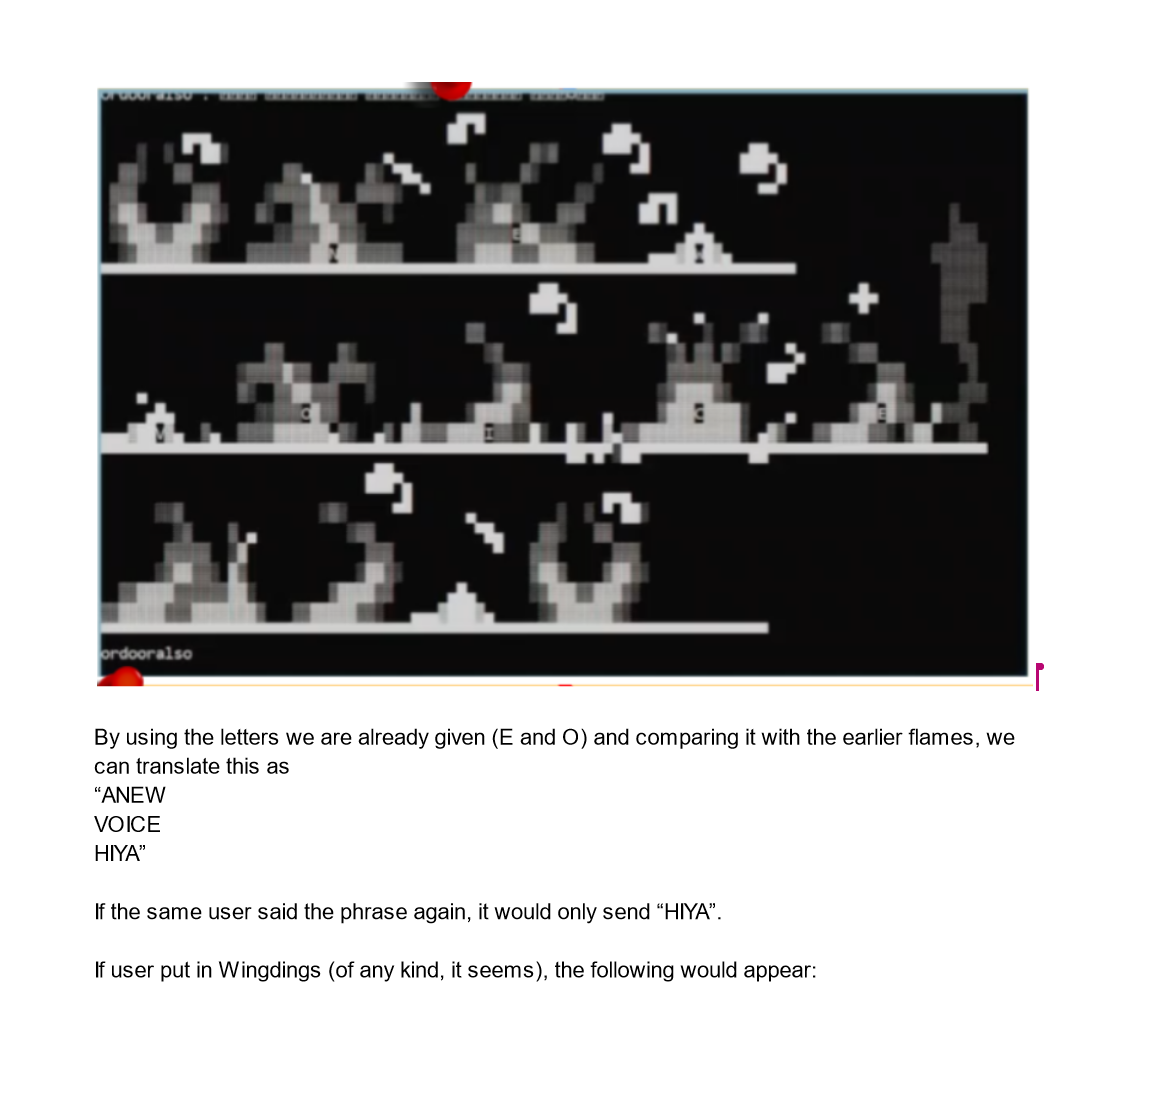 ordooralso :
N E
O I C E
ordooralso
By using the letters we are already given (E and O) and comparing it with the earlier flames, we
can translate this as
“ANEW
VOICE
HIYA”
If the same user said the phrase again, it would only send “HIYA”.
If user put in Wingdings (of any kind, it seems), the following would appear: